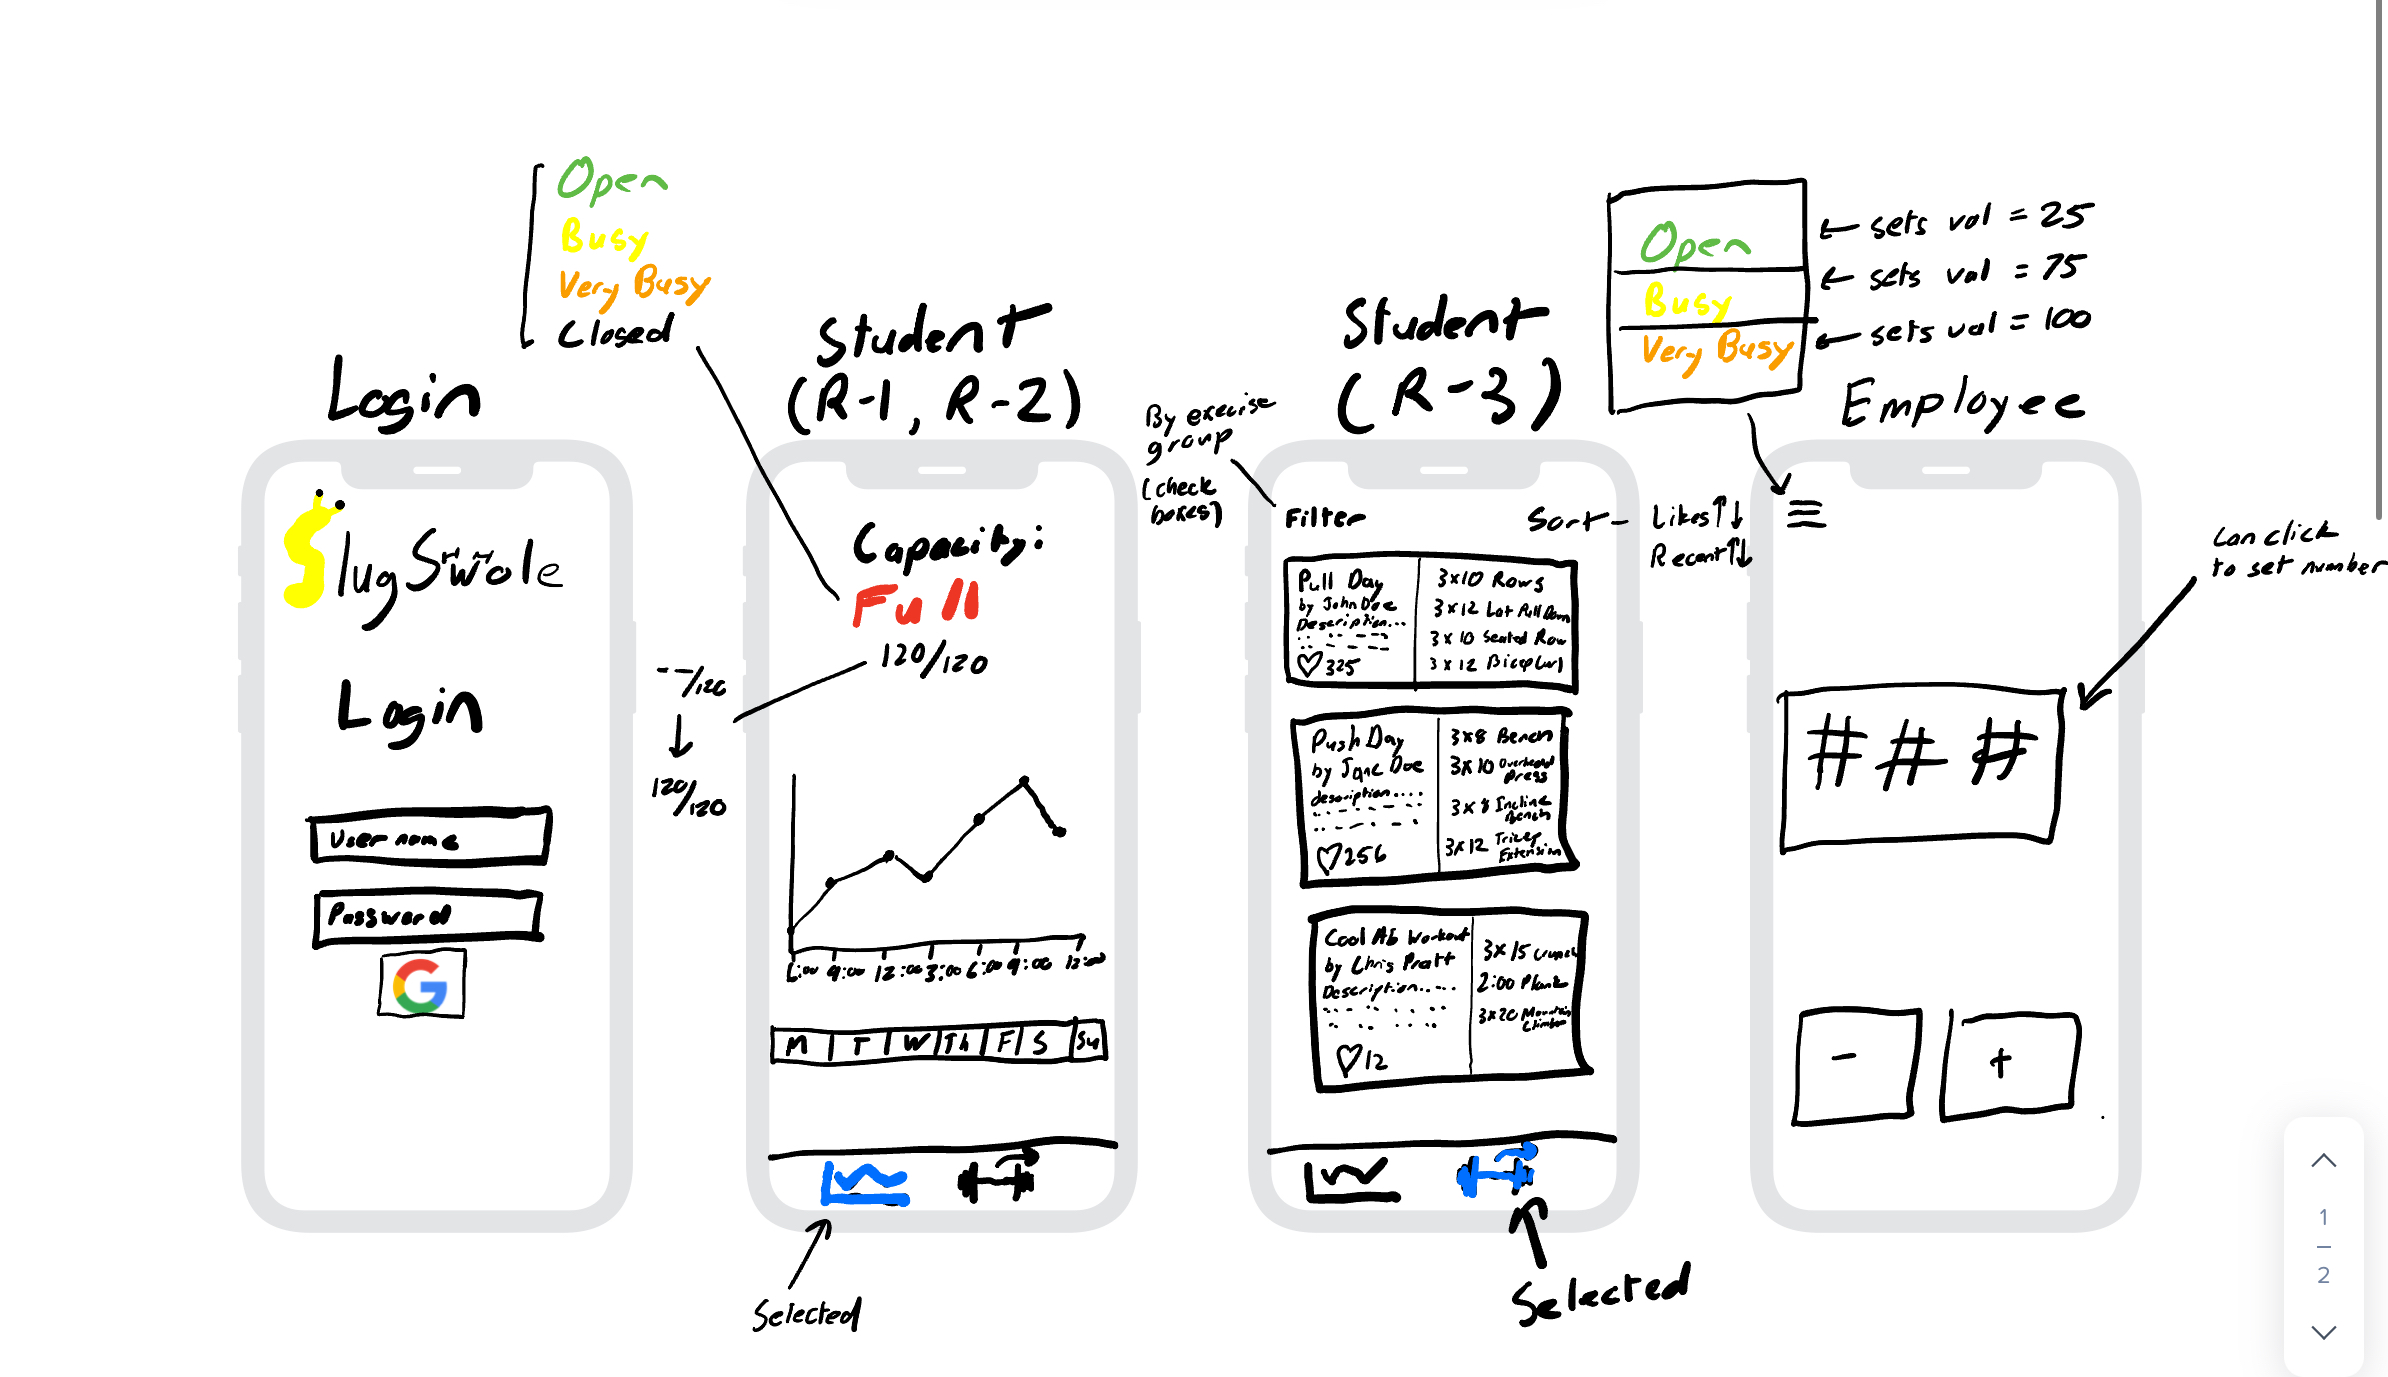 Open
Busy
Very Busy
Closed
Login
SlugSwole
Login
Username
Password
G
Student
(R-1, R-2)
Capacity:
Full
120/120
--/120
120/120
6:00 9:00 12:00 3:00 6:00 9:00 12:00
M T W Th F S Su
Selected
Student
(R-3)
By execise
group
(check
boxes)
Filter
Sort-
Likes↑↓
Recent↑↓
Pull Day
by John Doe
Description...
♡325
3x10 Rows
3x12 Lat Pull Down
3x10 Seated Row
3x12 Bicep Curl
Push Day
by Jane Doe
description....
♡256
3x8 Bench
3x10 Overhead
Press
3x8 Incline
Bench
3x12 Tricep
Extension
Cool Ab Workout
by Chris Pratt
Description.....
♡12
3x15 Crunch
2:00 Plank
3x20 Mountain
Climber
Selected
Open
Busy
Very Busy
← sets val = 25
← sets val = 75
← sets val = 100
Employee
Can click
to set number
# # #
- +
1
2